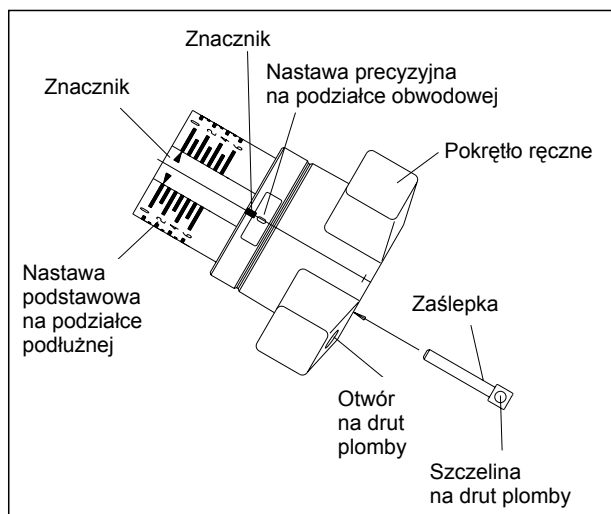 Znacznik
Nastawa precyzyjna
na podziałce obwodowej
Znacznik
Pokrętło ręczne
Nastawa
podstawowa
na podziałce
podłużnej
Zaślepka
Otwór
na drut
plomby
Szczelina
na drut plomby